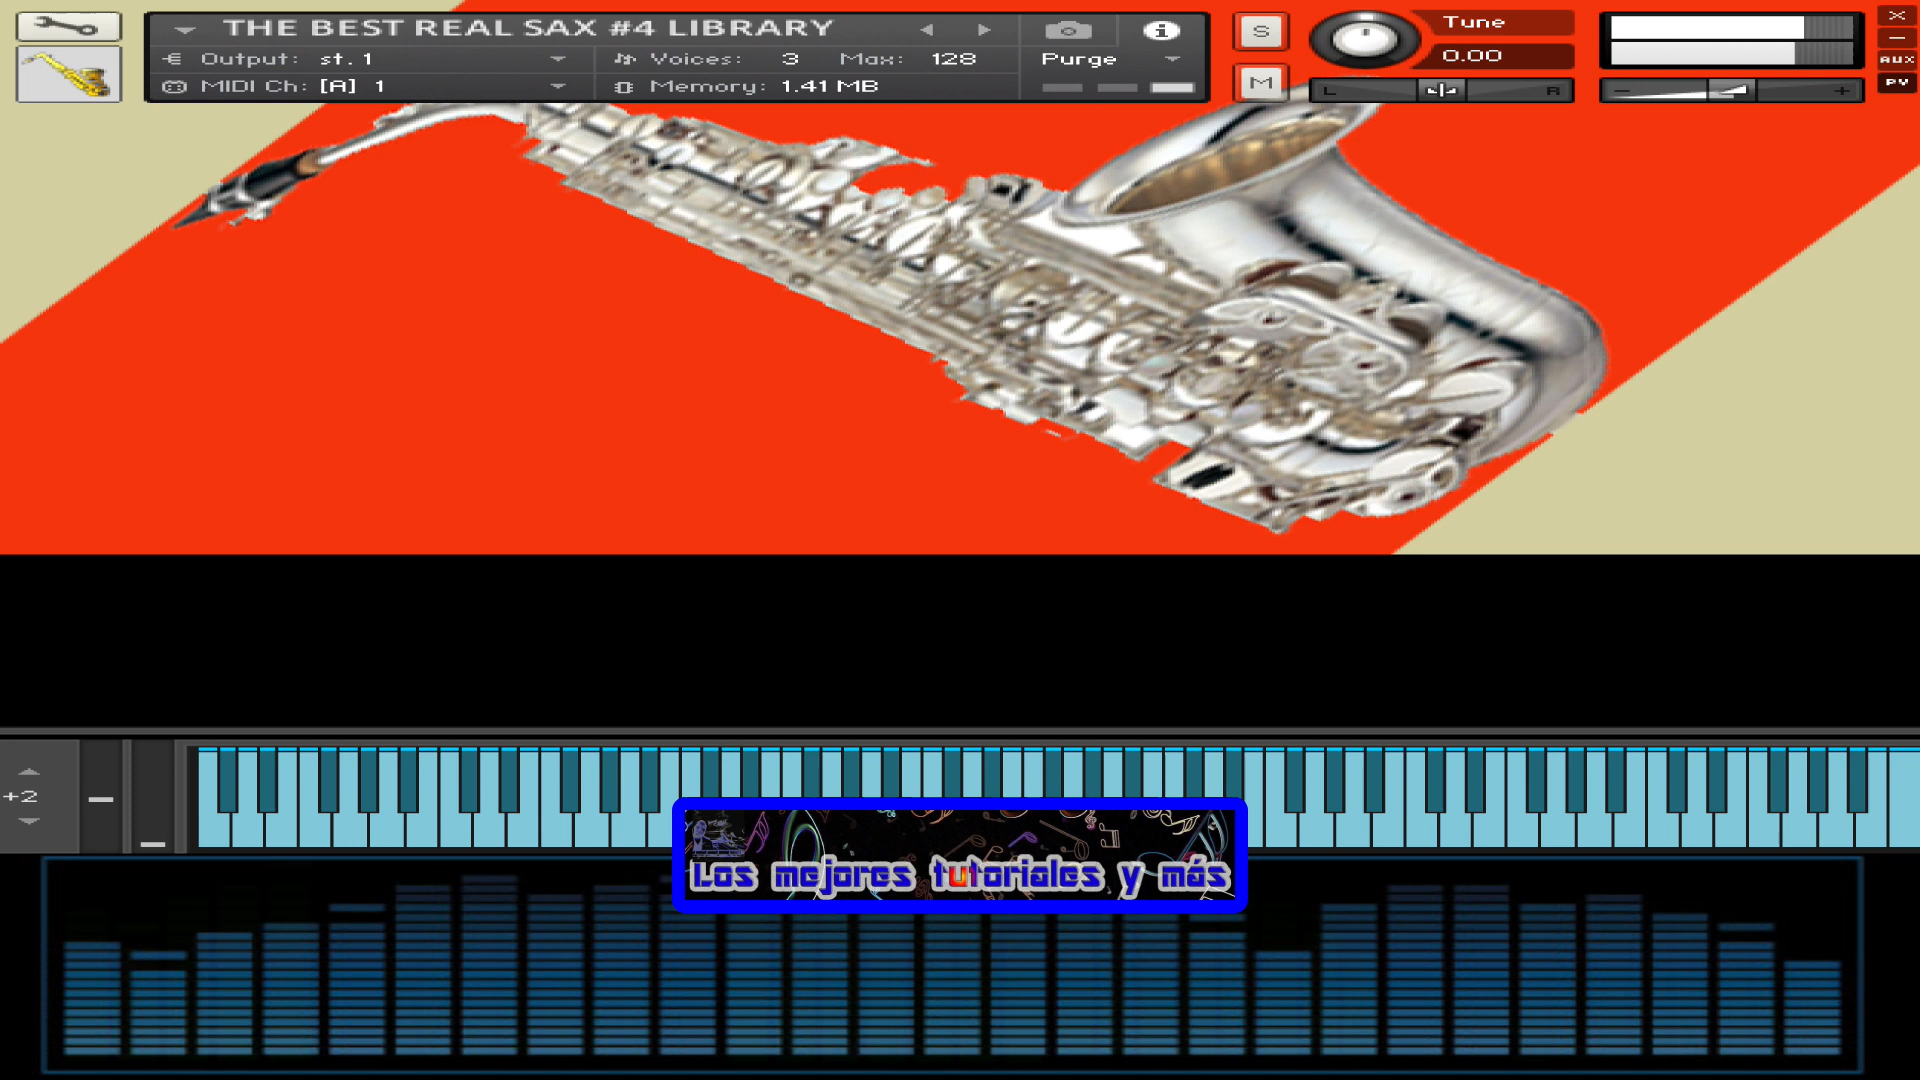 THE BEST REAL SAX #4 LIBRARY
Output: st. 1
Voices: 3 Max: 128
Purge
MIDI Ch: [A] 1
Memory: 1.41 MB
S
M
Tune
0.00
L R
- +
AUX
PV
+2
Los mejores tutoriales y más